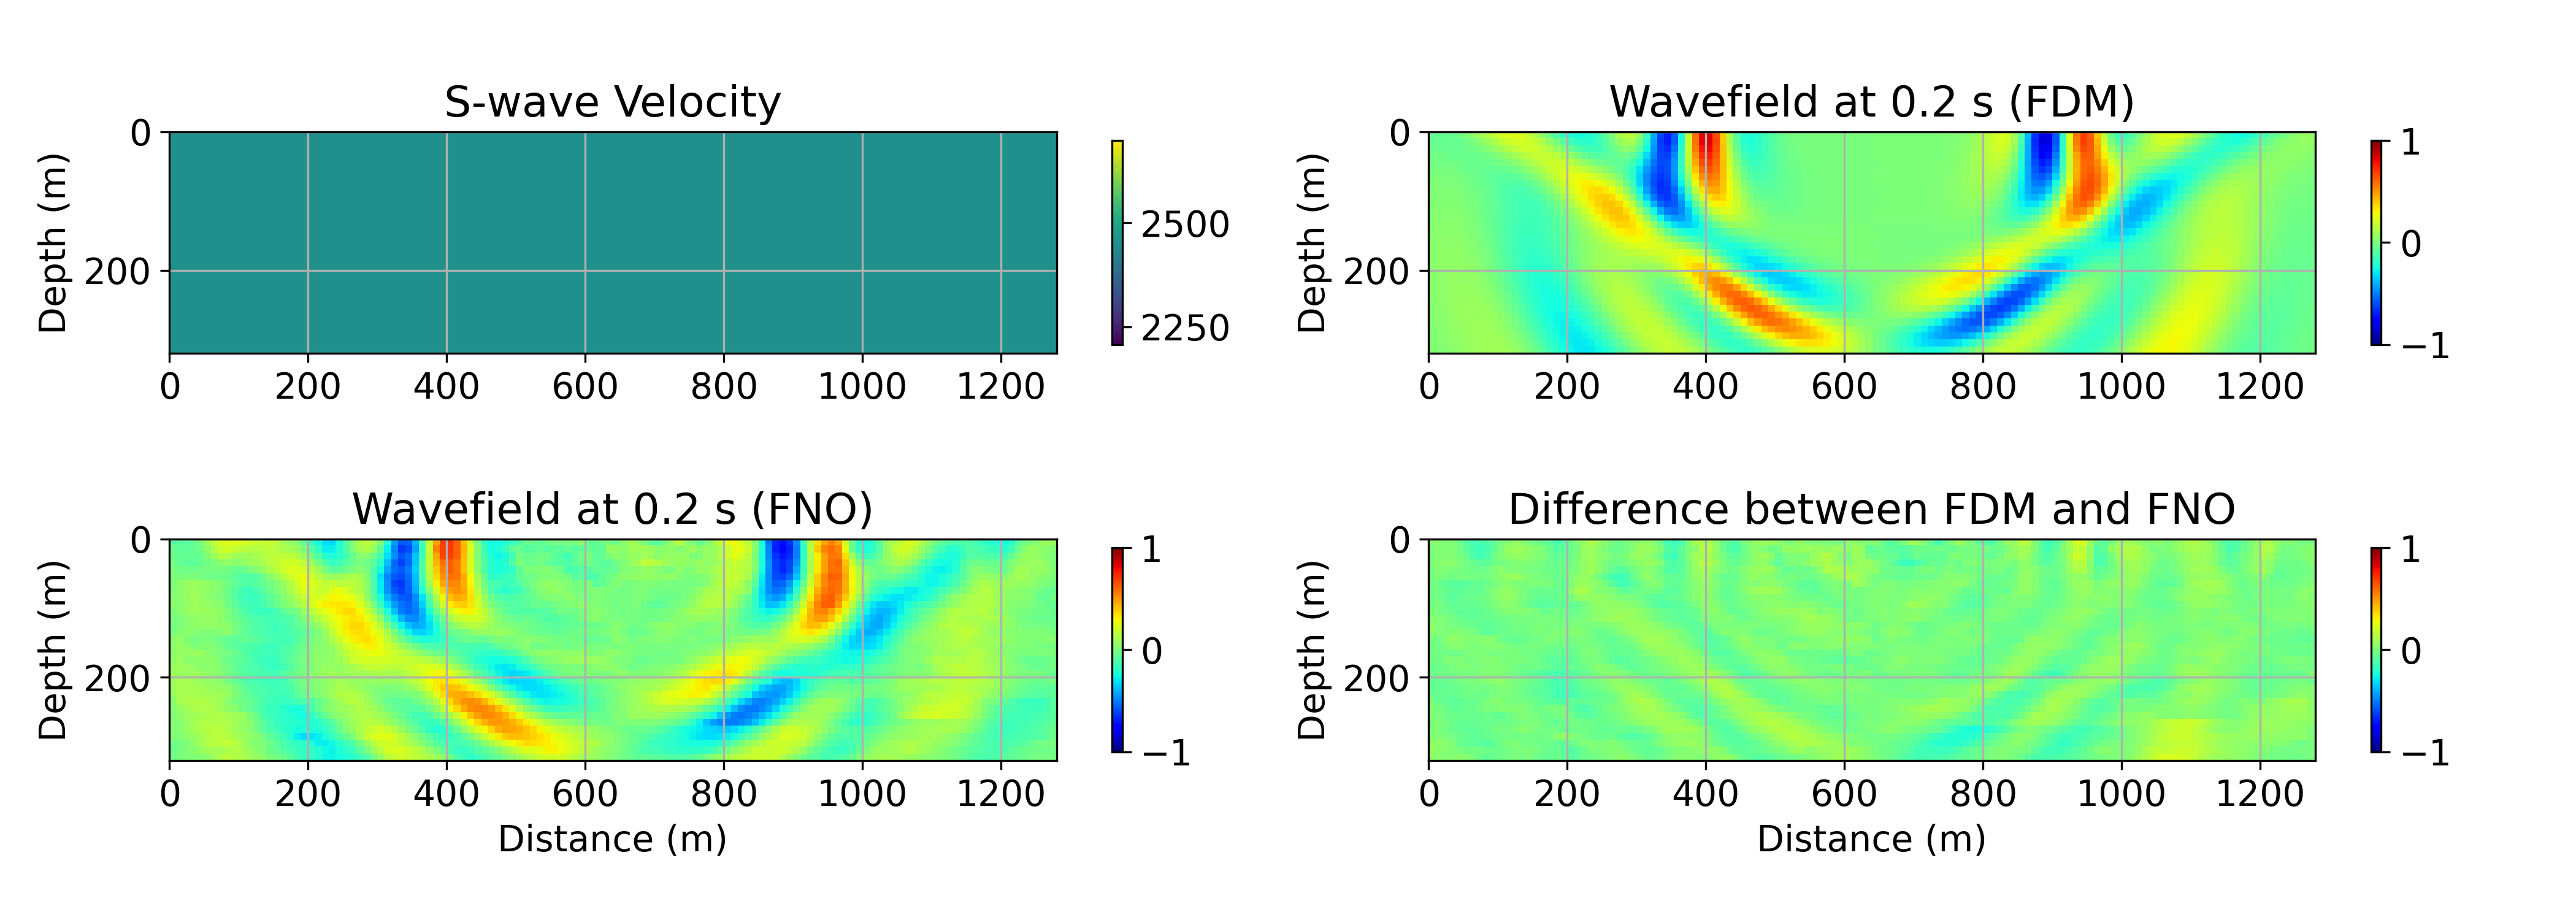 S-wave Velocity
Depth (m)
0
200
0 200 400 600 800 1000 1200
2500
2250
Wavefield at 0.2 s (FDM)
Depth (m)
0
200
0 200 400 600 800 1000 1200
1
0
−1
Wavefield at 0.2 s (FNO)
Depth (m)
0
200
0 200 400 600 800 1000 1200
Distance (m)
1
0
−1
Difference between FDM and FNO
Depth (m)
0
200
0 200 400 600 800 1000 1200
Distance (m)
1
0
−1